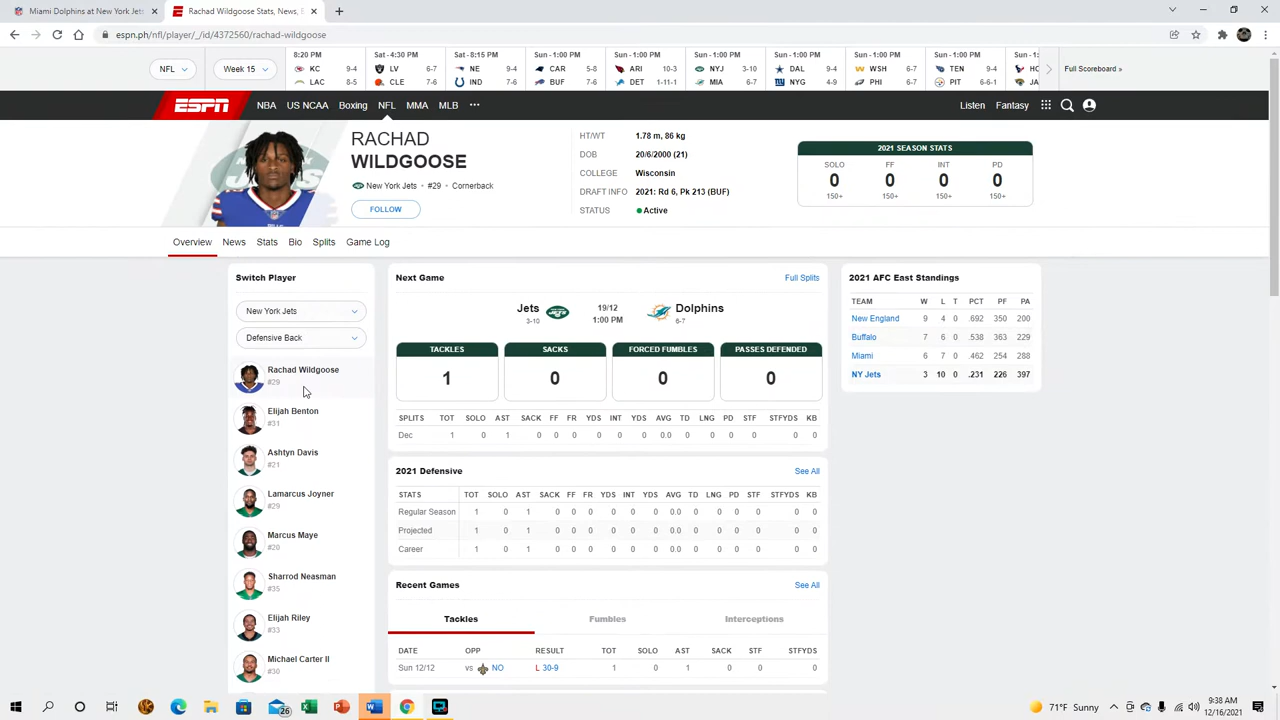 Miami Dolphins at New York Jets
Rachad Wildgoose Stats, News, B
espn.ph/nfl/player/_/id/4372560/rachad-wildgoose
NFL
Week 15
8:20 PM
KC 9-4
LAC 8-5
Sat - 4:30 PM
LV 6-7
CLE 7-6
Sat - 8:15 PM
NE 9-4
IND 7-6
Sun - 1:00 PM
CAR 5-8
BUF 7-6
Sun - 1:00 PM
ARI 10-3
DET 1-11-1
Sun - 1:00 PM
NYJ 3-10
MIA 6-7
Sun - 1:00 PM
DAL 9-4
NYG 4-9
Sun - 1:00 PM
WSH 6-7
PHI 6-7
Sun - 1:00 PM
TEN 9-4
PIT 6-6-1
Sun - 1:
HO
JA
Full Scoreboard »
ESPN NBA US NCAA Boxing NFL MMA MLB ••• Listen Fantasy
RACHAD
WILDGOOSE
New York Jets • #29 • Cornerback
FOLLOW
HT/WT 1.78 m, 86 kg
DOB 20/6/2000 (21)
COLLEGE Wisconsin
DRAFT INFO 2021: Rd 6, Pk 213 (BUF)
STATUS Active
2021 SEASON STATS
SOLO FF INT PD
0 0 0 0
150+ 150+ 150+ 150+
Overview News Stats Bio Splits Game Log
Switch Player
New York Jets
Defensive Back
Rachad Wildgoose
#29
Elijah Benton
#31
Ashtyn Davis
#21
Lamarcus Joyner
#29
Marcus Maye
#20
Sharrod Neasman
#35
Elijah Riley
#33
Michael Carter II
#30
Next Game Full Splits
Jets 19/12 Dolphins
3-10 1:00 PM 6-7
TACKLES SACKS FORCED FUMBLES PASSES DEFENDED
1 0 0 0
SPLITS TOT SOLO AST SACK FF FR YDS INT YDS AVG TD LNG PD STF STFYDS KB
Dec 1 0 1 0 0 0 0 0 0 0.0 0 0 0 0 0 0
2021 Defensive See All
STATS TOT SOLO AST SACK FF FR YDS INT YDS AVG TD LNG PD STF STFYDS KB
Regular Season 1 0 1 0 0 0 0 0 0 0.0 0 0 0 0 0 0
Projected 1 0 1 0 0 0 0 0 0 0.0 0 0 0 0 0 0
Career 1 0 1 0 0 0 0 0 0 0.0 0 0 0 0 0 0
Recent Games See All
Tackles Fumbles Interceptions
DATE OPP RESULT TOT SOLO AST SACK STF STFYDS
Sun 12/12 vs NO L 30-9 1 0 1 0 0 0
2021 AFC East Standings
TEAM W L T PCT PF PA
New England 9 4 0 .692 350 200
Buffalo 7 6 0 .538 363 229
Miami 6 7 0 .462 254 288
NY Jets 3 10 0 .231 226 397
26
71°F Sunny
9:38 AM
12/16/2021